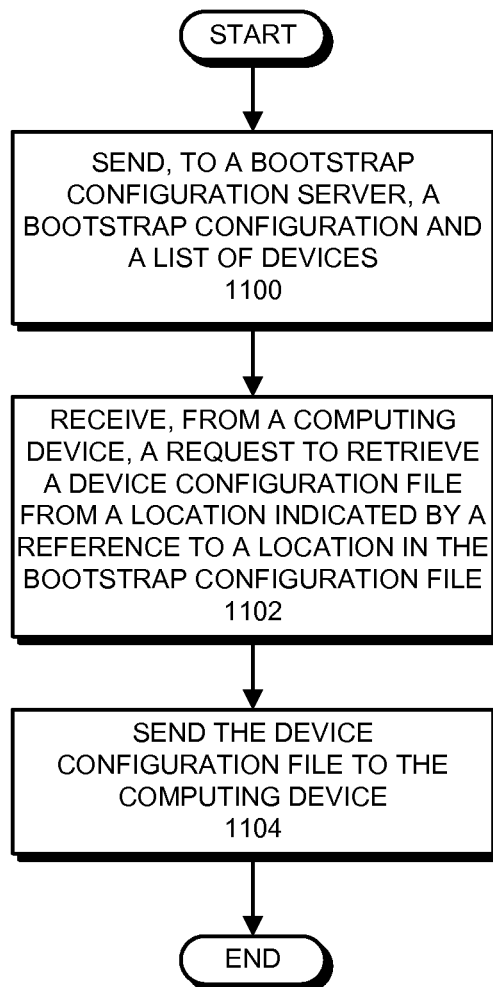 START
SEND, TO A BOOTSTRAP
CONFIGURATION SERVER, A
BOOTSTRAP CONFIGURATION AND
A LIST OF DEVICES
1100
RECEIVE, FROM A COMPUTING
DEVICE, A REQUEST TO RETRIEVE
A DEVICE CONFIGURATION FILE
FROM A LOCATION INDICATED BY A
REFERENCE TO A LOCATION IN THE
BOOTSTRAP CONFIGURATION FILE
1102
SEND THE DEVICE
CONFIGURATION FILE TO THE
COMPUTING DEVICE
1104
END